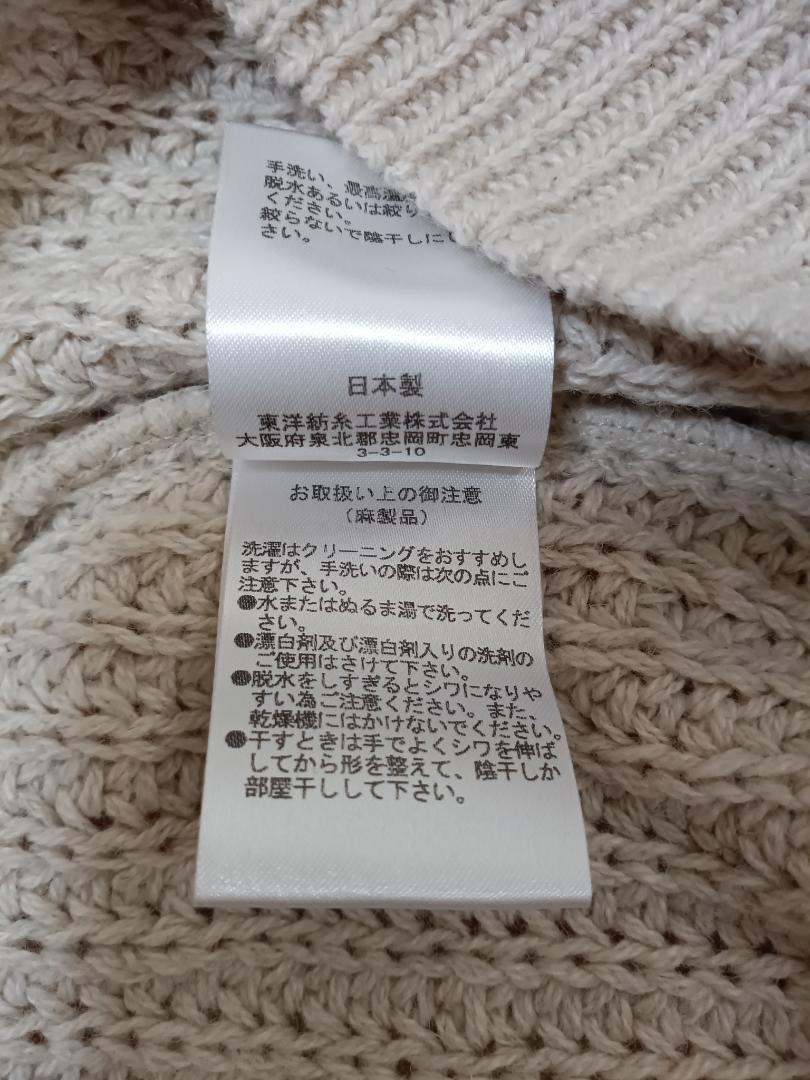 手洗い、最高温
脱水あるいは絞り
ください。
絞らないで陰干しに
さい。
日本製
東洋紡糸工業株式会社
大阪府泉北郡忠岡町忠岡東
3-3-10
お取扱い上の御注意
（麻製品）
洗濯はクリーニングをおすすめし
ますが、手洗いの際は次の点にご
注意下さい。
●水またはぬるま湯で洗ってくだ
さい。
●漂白剤及び漂白剤入りの洗剤の
ご使用はさけて下さい。
●脱水をしすぎるとシワになりや
すい為ご注意ください。また、
乾燥機にはかけないでください。
●干すときは手でよくシワを伸ば
してから形を整えて、陰干しか
部屋干しして下さい。